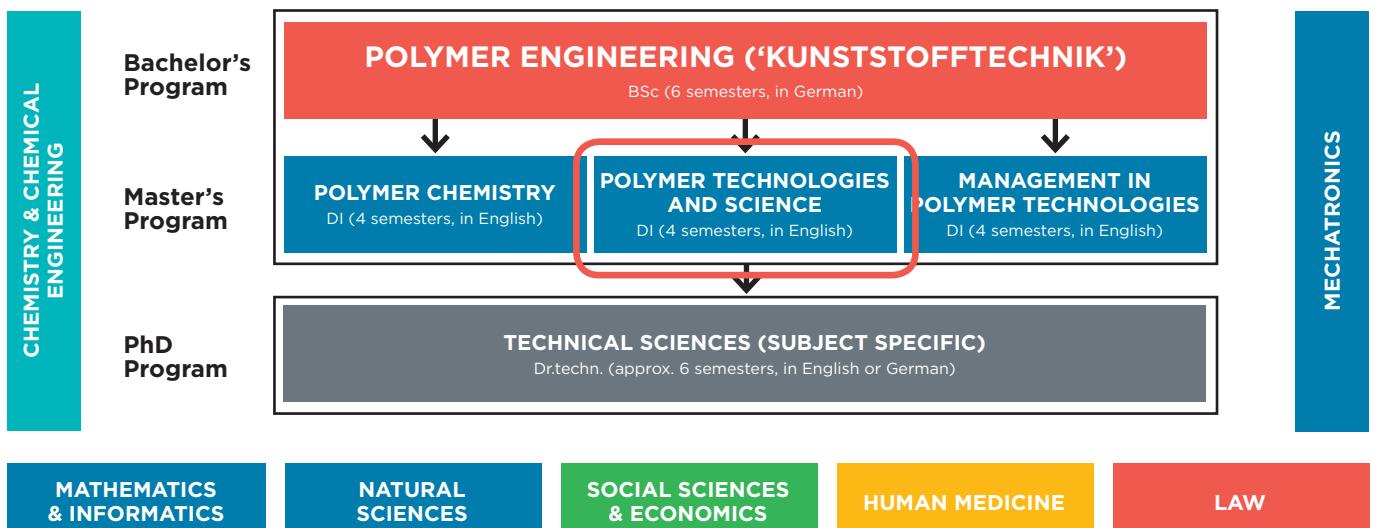 CHEMISTRY & CHEMICAL
ENGINEERING
Bachelor's
Program
POLYMER ENGINEERING (‘KUNSTSTOFFTECHNIK’)
BSc (6 semesters, in German)
Master's
Program
POLYMER CHEMISTRY
DI (4 semesters, in English)
POLYMER TECHNOLOGIES
AND SCIENCE
DI (4 semesters, in English)
MANAGEMENT IN
POLYMER TECHNOLOGIES
DI (4 semesters, in English)
PhD
Program
TECHNICAL SCIENCES (SUBJECT SPECIFIC)
Dr.techn. (approx. 6 semesters, in English or German)
MECHATRONICS
MATHEMATICS
& INFORMATICS
NATURAL
SCIENCES
SOCIAL SCIENCES
& ECONOMICS
HUMAN MEDICINE
LAW